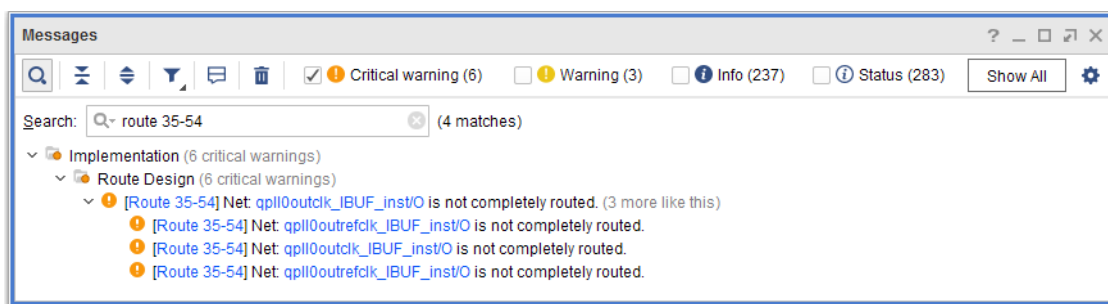 Messages
Critical warning (6) Warning (3) Info (237) Status (283) Show All
Search: route 35-54 (4 matches)
Implementation (6 critical warnings)
Route Design (6 critical warnings)
[Route 35-54] Net: qpll0outclk_IBUF_inst/O is not completely routed. (3 more like this)
[Route 35-54] Net: qpll0outrefclk_IBUF_inst/O is not completely routed.
[Route 35-54] Net: qpll0outclk_IBUF_inst/O is not completely routed.
[Route 35-54] Net: qpll0outrefclk_IBUF_inst/O is not completely routed.